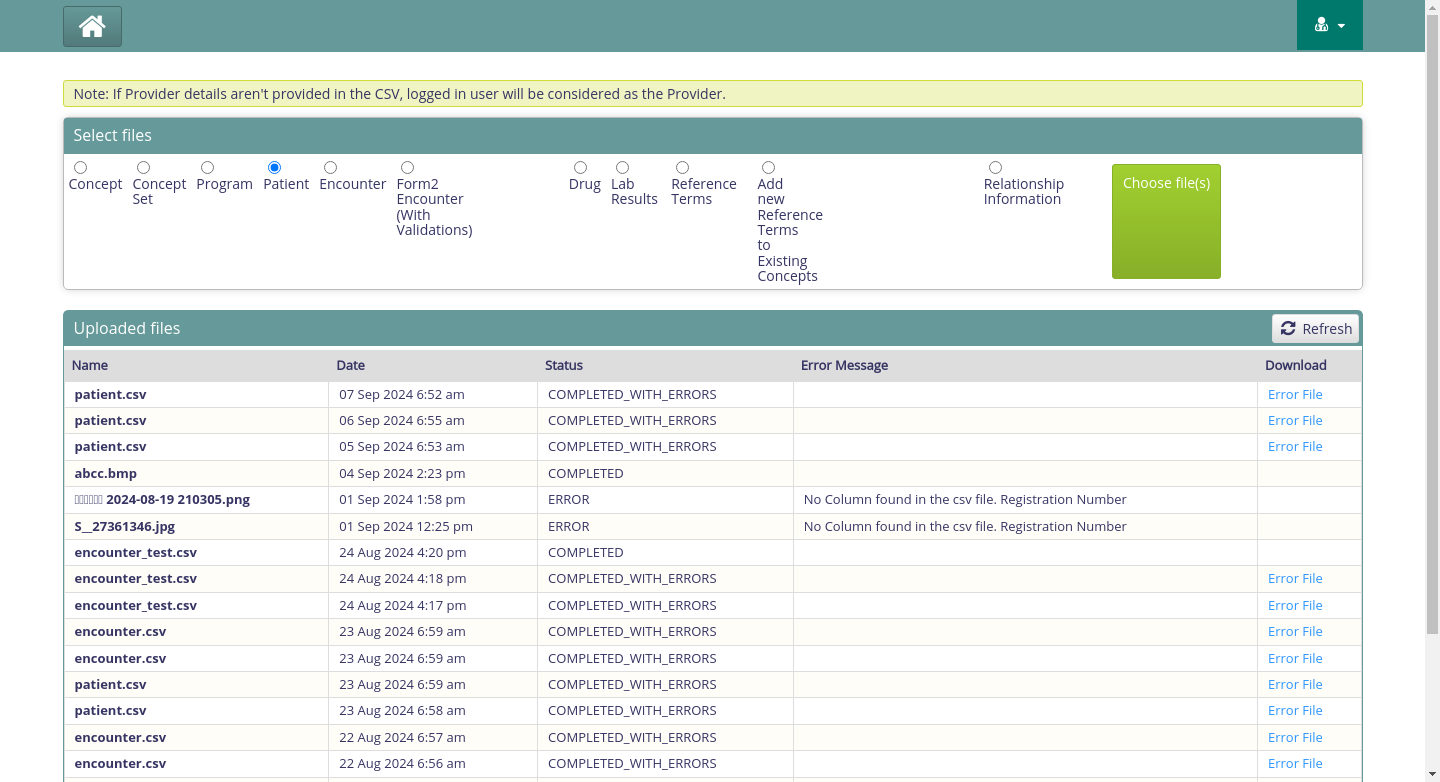 Note: If Provider details aren't provided in the CSV, logged in user will be considered as the Provider.
Select files
Concept
Concept Set
Program
Patient
Encounter
Form2 Encounter (With Validations)
Drug
Lab Results
Reference Terms
Add new Reference Terms to Existing Concepts
Relationship Information
Choose file(s)
Uploaded files
Refresh
Name Date Status Error Message Download
patient.csv 07 Sep 2024 6:52 am COMPLETED_WITH_ERRORS Error File
patient.csv 06 Sep 2024 6:55 am COMPLETED_WITH_ERRORS Error File
patient.csv 05 Sep 2024 6:53 am COMPLETED_WITH_ERRORS Error File
abcc.bmp 04 Sep 2024 2:23 pm COMPLETED
2024-08-19 210305.png 01 Sep 2024 1:58 pm ERROR No Column found in the csv file. Registration Number
S__27361346.jpg 01 Sep 2024 12:25 pm ERROR No Column found in the csv file. Registration Number
encounter_test.csv 24 Aug 2024 4:20 pm COMPLETED
encounter_test.csv 24 Aug 2024 4:18 pm COMPLETED_WITH_ERRORS Error File
encounter_test.csv 24 Aug 2024 4:17 pm COMPLETED_WITH_ERRORS Error File
encounter.csv 23 Aug 2024 6:59 am COMPLETED_WITH_ERRORS Error File
encounter.csv 23 Aug 2024 6:59 am COMPLETED_WITH_ERRORS Error File
patient.csv 23 Aug 2024 6:59 am COMPLETED_WITH_ERRORS Error File
patient.csv 23 Aug 2024 6:58 am COMPLETED_WITH_ERRORS Error File
encounter.csv 22 Aug 2024 6:57 am COMPLETED_WITH_ERRORS Error File
encounter.csv 22 Aug 2024 6:56 am COMPLETED_WITH_ERRORS Error File